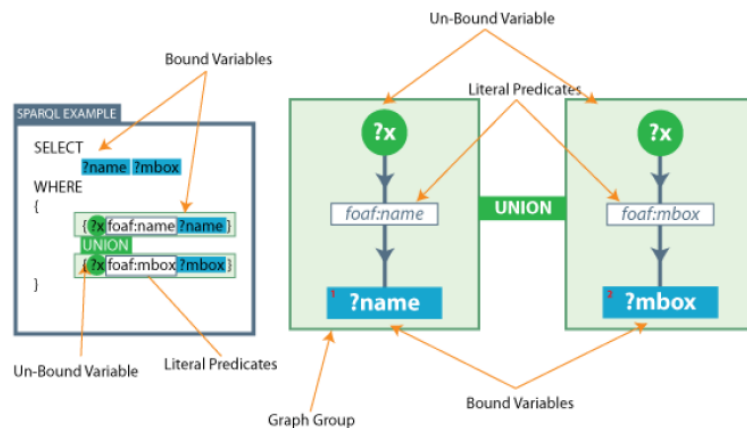 Un-Bound Variable
Bound Variables
Literal Predicates
SPARQL EXAMPLE
SELECT
?name ?mbox
WHERE
{
{ ?x foaf:name ?name }
UNION
{ ?x foaf:mbox ?mbox }
}
Un-Bound Variable
Literal Predicates
?x
foaf:name
1 ?name
UNION
?x
foaf:mbox
2 ?mbox
Graph Group
Bound Variables